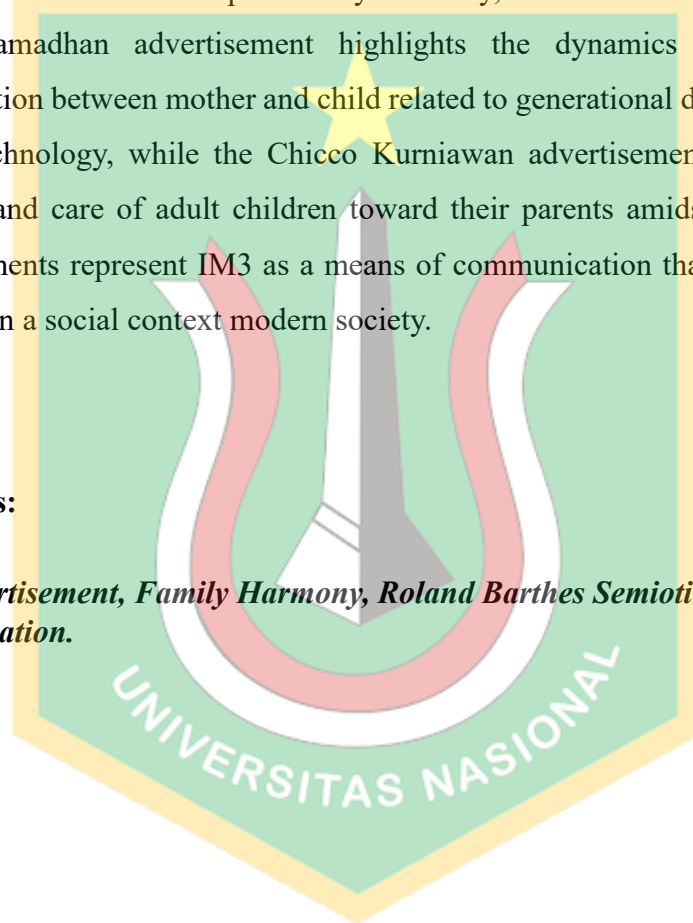 amadhan advertisement highlights the dynamics
tion between mother and child related to generational d
chnology, while the Chicco Kurniawan advertisemen
and care of adult children toward their parents amids
nents represent IM3 as a means of communication tha
n a social context modern society.
s:
rtisement, Family Harmony, Roland Barthes Semioti
ation.
UNIVERSITAS NASIONAL